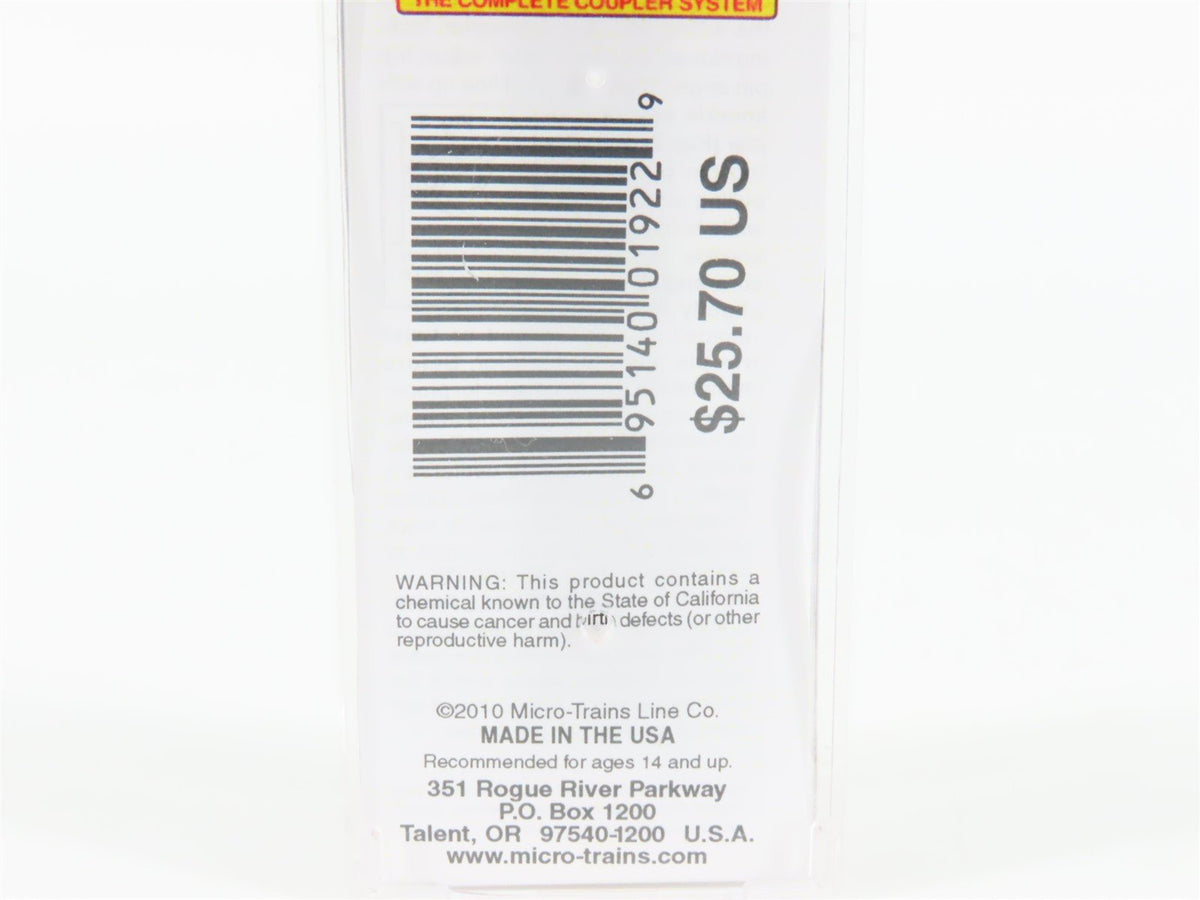 THE COMPLETE COUPLER SYSTEM
6 95140 01922 9
$25.70 US
WARNING: This product contains a
chemical known to the State of California
to cause cancer and birth defects (or other
reproductive harm).
©2010 Micro-Trains Line Co.
MADE IN THE USA
Recommended for ages 14 and up.
351 Rogue River Parkway
P.O. Box 1200
Talent, OR 97540-1200 U.S.A.
www.micro-trains.com